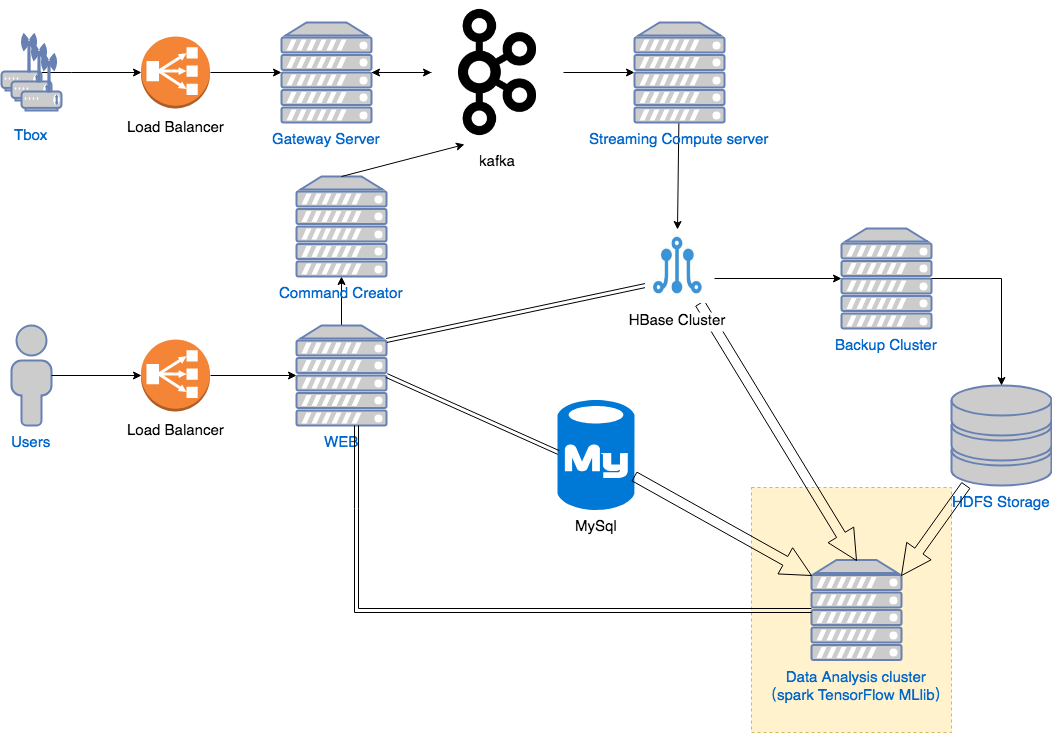 Tbox
Load Balancer
Gateway Server
kafka
Streaming Compute server
Command Creator
HBase Cluster
Backup Cluster
Users
Load Balancer
WEB
My
MySql
HDFS Storage
Data Analysis cluster
(spark TensorFlow MLlib)